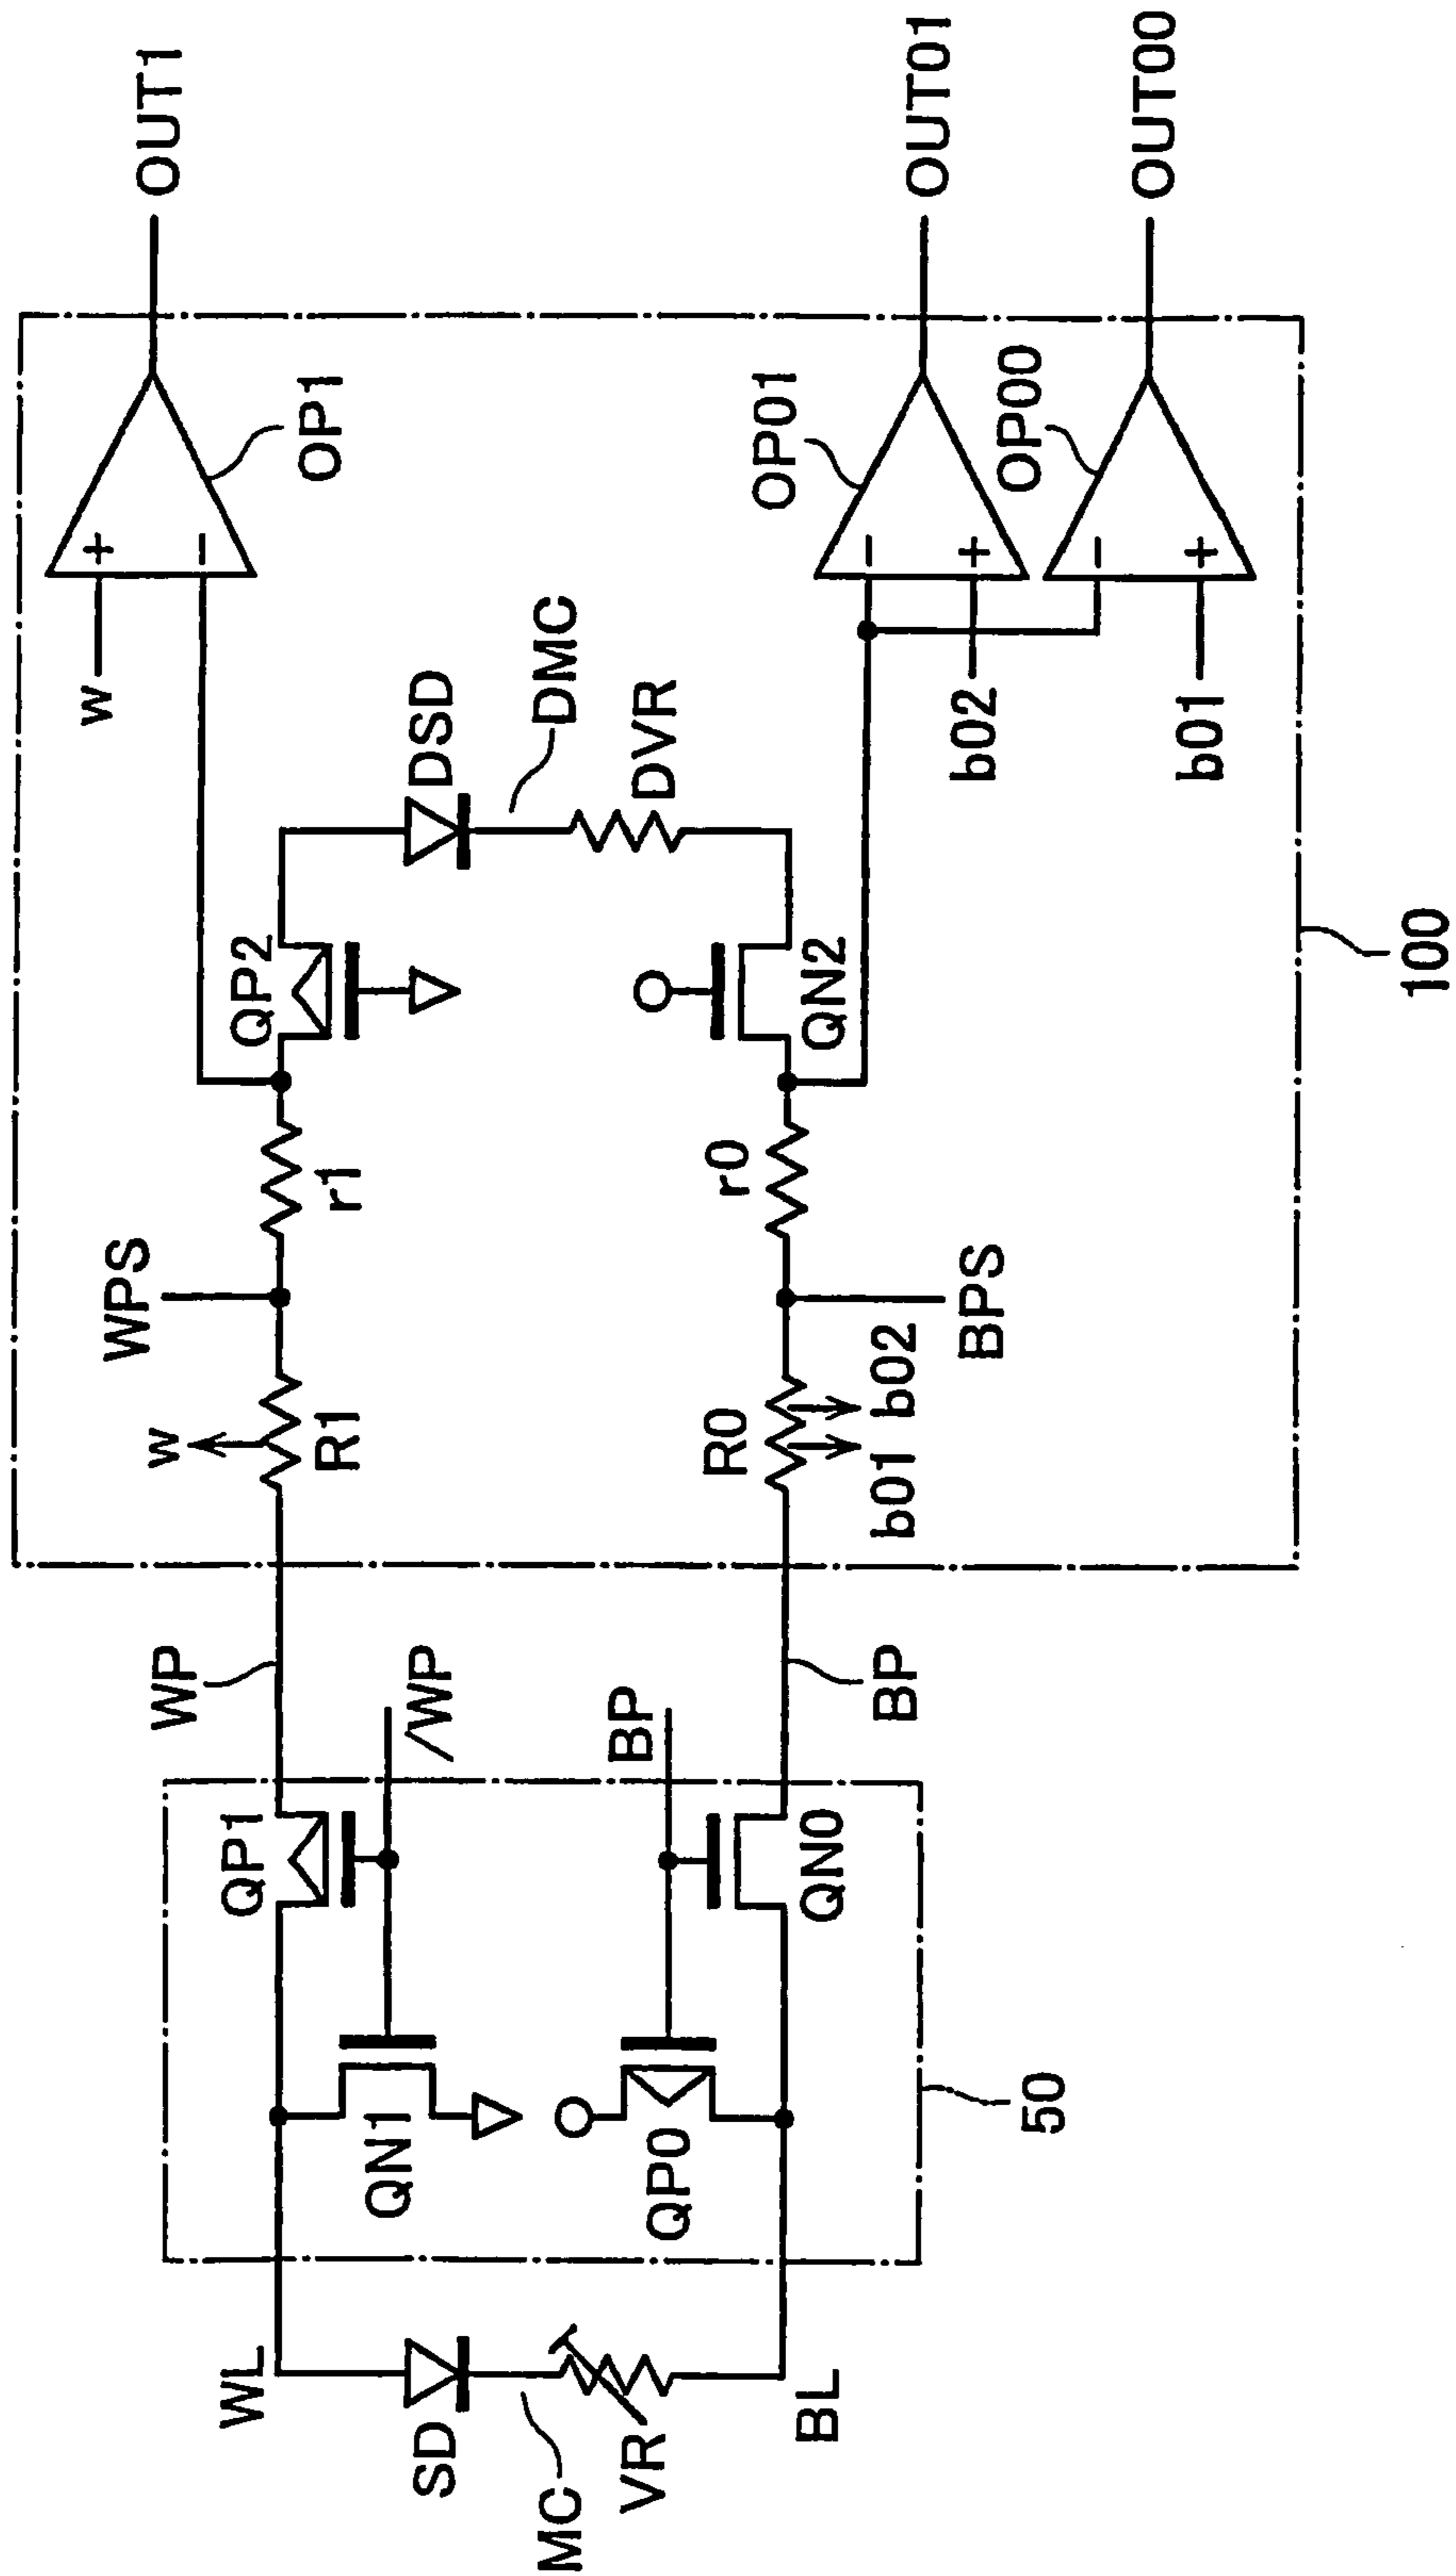 OUT1
OUT01
OUT00
OP1
OP01
OP00
+
−
w
−
+
−
+
b02
b01
DSD
DMC
DVR
QP2
QN2
r1
r0
WPS
BPS
w
R1
R0
b01 b02
100
WP
/WP
BP
BP
QP1
QN0
QN1
QP0
50
WL
SD
MC
VR
BL